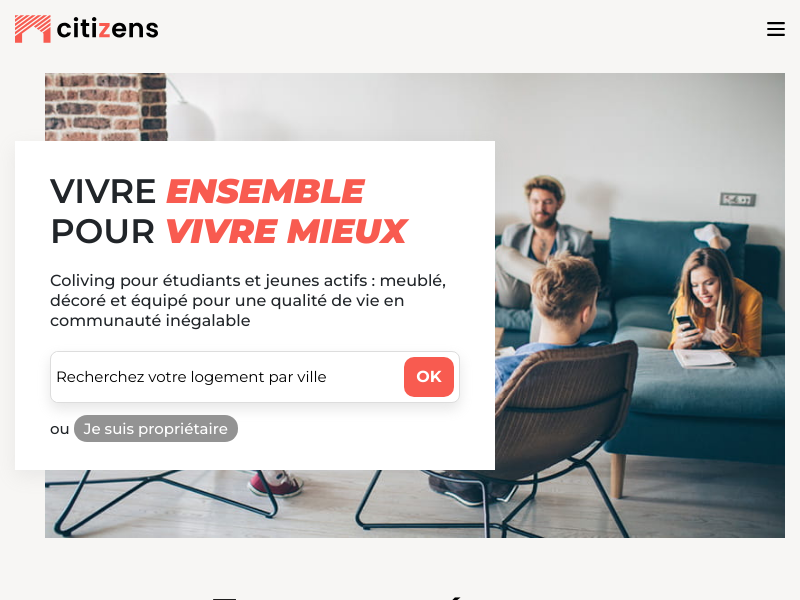 citizens
VIVRE ENSEMBLE
POUR VIVRE MIEUX
Coliving pour étudiants et jeunes actifs : meublé,
décoré et équipé pour une qualité de vie en
communauté inégalable
Recherchez votre logement par ville
OK
ou Je suis propriétaire